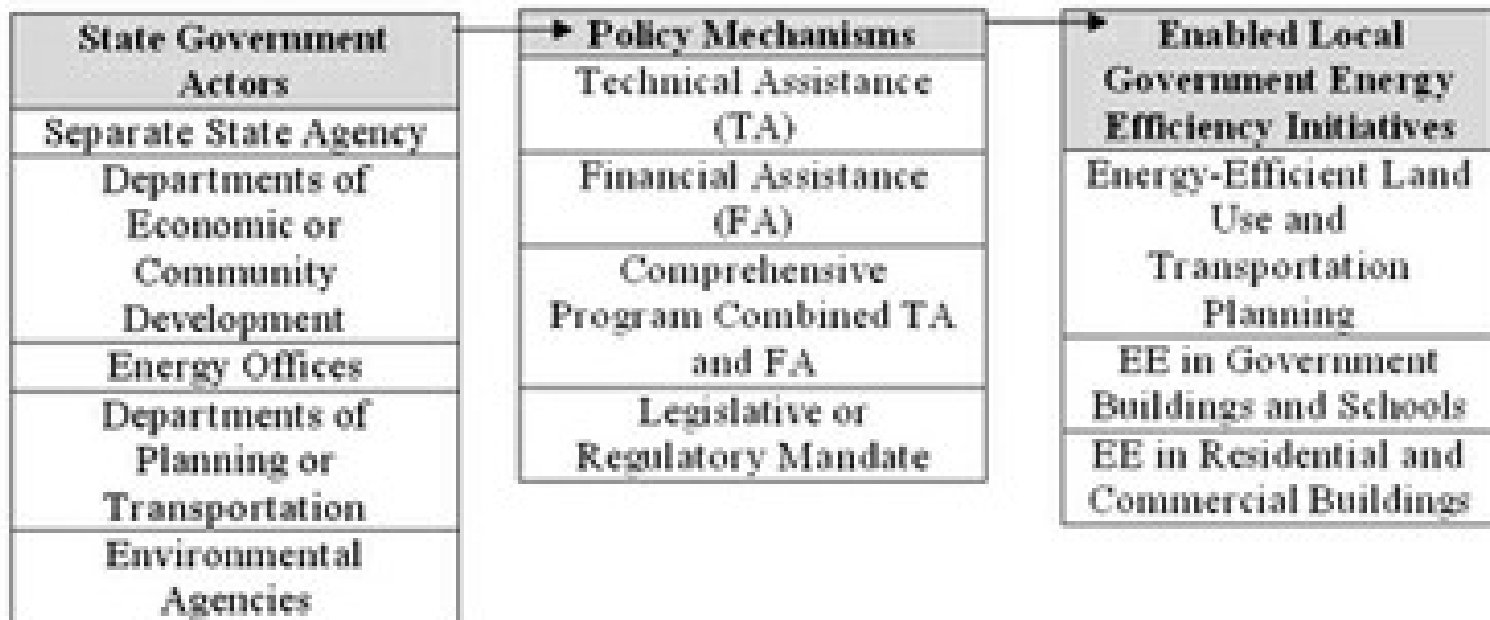 State Government
Actors
Separate State Agency
Departments of
Economic or
Community
Development
Energy Offices
Departments of
Planning or
Transportation
Environmental
Agencies
Policy Mechanisms
Technical Assistance
(TA)
Financial Assistance
(FA)
Comprehensive
Program Combined TA
and FA
Legislative or
Regulatory Mandate
Enabled Local
Government Energy
Efficiency Initiatives
Energy-Efficient Land
Use and
Transportation
Planning
EE in Government
Buildings and Schools
EE in Residential and
Commercial Buildings